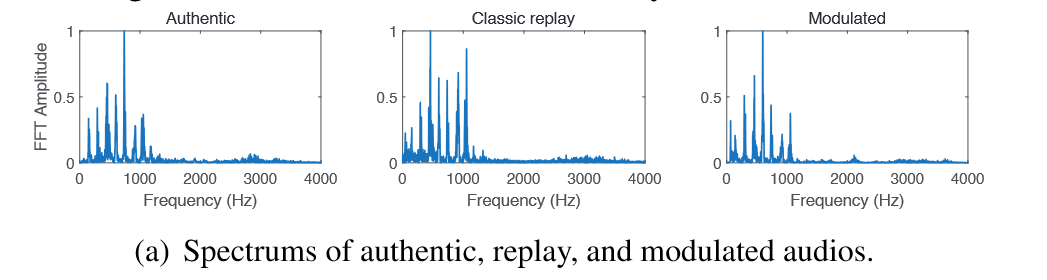 Authentic
Classic replay
Modulated
FFT Amplitude
1
0.5
0
0 1000 2000 3000 4000
Frequency (Hz)
1
0.5
0
0 1000 2000 3000 4000
Frequency (Hz)
1
0.5
0
0 1000 2000 3000 4000
Frequency (Hz)
(a) Spectrums of authentic, replay, and modulated audios.